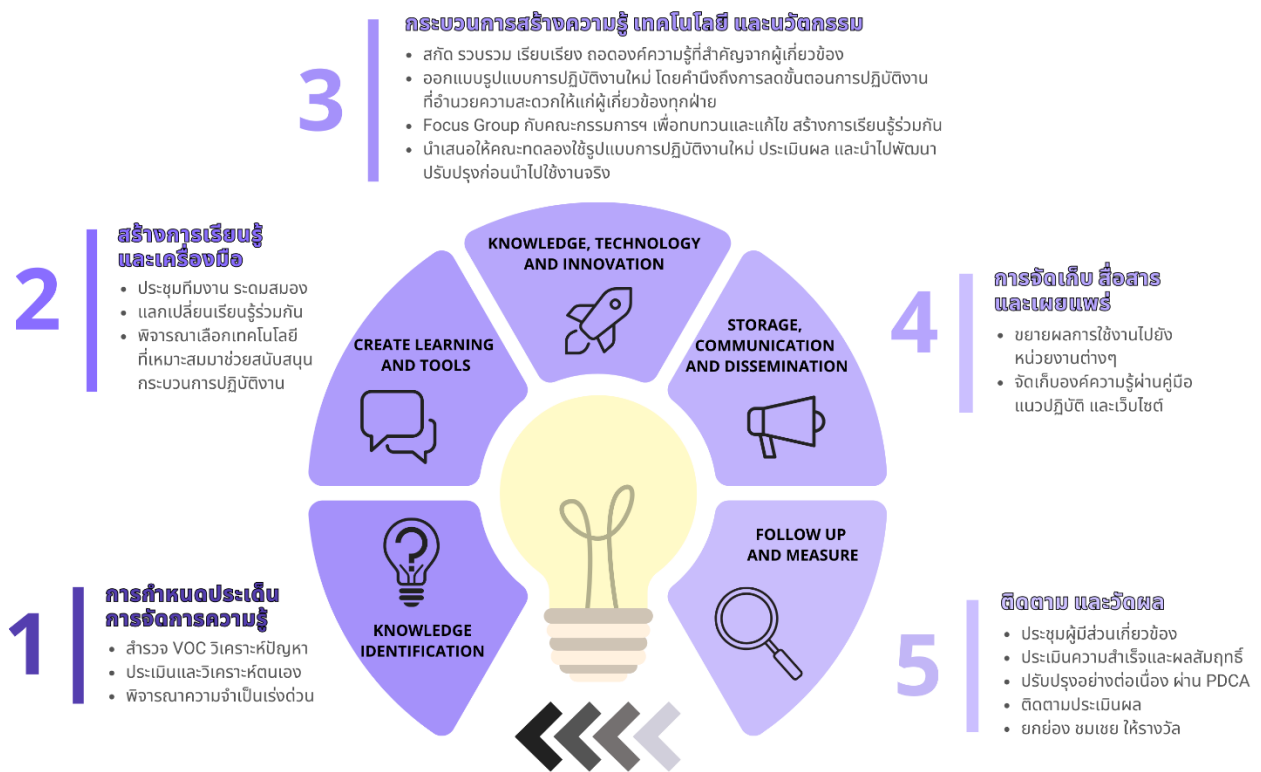 3
กระบวนการสร้างความรู้ เทคโนโลยี และนวัตกรรม
• สกัด รวบรวม เรียบเรียง ถอดองค์ความรู้ที่สำคัญจากผู้เกี่ยวข้อง
• ออกแบบรูปแบบการปฏิบัติงานใหม่ โดยคำนึงถึงการลดขั้นตอนการปฏิบัติงาน
ที่อำนวยความสะดวกให้แก่ผู้เกี่ยวข้องทุกฝ่าย
• Focus Group กับคณะกรรมการฯ เพื่อทบทวนและแก้ไข สร้างการเรียนรู้ร่วมกัน
• นำเสนอให้คณะทดลองใช้รูปแบบการปฏิบัติงานใหม่ ประเมินผล และนำไปพัฒนา
ปรับปรุงก่อนนำไปใช้งานจริง
2
สร้างการเรียนรู้
และเครื่องมือ
• ประชุมทีมงาน ระดมสมอง
• แลกเปลี่ยนเรียนรู้ร่วมกัน
• พิจารณาเลือกเทคโนโลยี
ที่เหมาะสมมาช่วยสนับสนุน
กระบวนการปฏิบัติงาน
KNOWLEDGE, TECHNOLOGY
AND INNOVATION
CREATE LEARNING
AND TOOLS
STORAGE,
COMMUNICATION
AND DISSEMINATION
4
การจัดเก็บ สื่อสาร
และเผยแพร่
• ขยายผลการใช้งานไปยัง
หน่วยงานต่างๆ
• จัดเก็บองค์ความรู้ผ่านคู่มือ
แนวปฏิบัติ และเว็บไซต์
1
การกำหนดประเด็น
การจัดการความรู้
• สำรวจ VOC วิเคราะห์ปัญหา
• ประเมินและวิเคราะห์ตนเอง
• พิจารณาความจำเป็นเร่งด่วน
KNOWLEDGE
IDENTIFICATION
FOLLOW UP
AND MEASURE
5
ติดตาม และวัดผล
• ประชุมผู้มีส่วนเกี่ยวข้อง
• ประเมินความสำเร็จและผลสัมฤทธิ์
• ปรับปรุงอย่างต่อเนื่อง ผ่าน PDCA
• ติดตามประเมินผล
• ยกย่อง ชมเชย ให้รางวัล